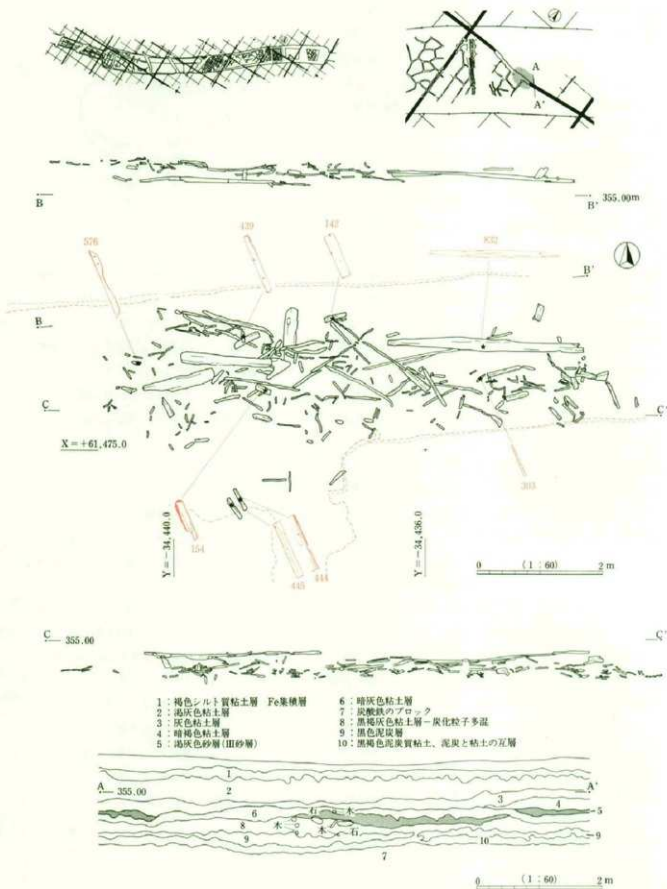 A
A'
B
B' 355.00m
576
439
142
832
B'
B
C
C'
X=+61,475.0
303
154
445
444
Y=-34,440.0
Y=-34,436.0
0 (1:60) 2m
C 355.00
C'
1:褐色シルト質粘土層 Fe集積層
2:褐灰色粘土層
3:灰色粘土層
4:暗褐色粘土層
5:褐灰色砂層(III砂層)
6:暗灰色粘土層
7:炭酸鉄のブロック
8:黒褐灰色粘土層-炭化粒子多混
9:黒色泥炭層
10:黒褐色泥炭質粘土、泥炭と粘土の互層
A 355.00
A'
1
2
3
4
5
6
石
木
8
木
木
石
9
10
9
7
0 (1:60) 2m